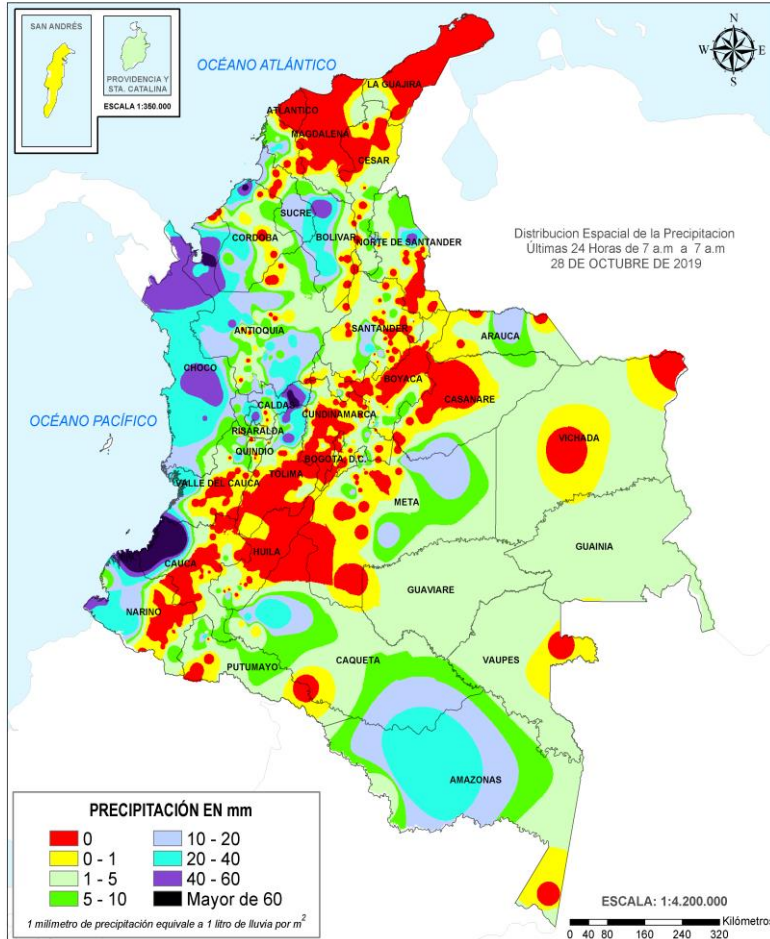 SAN ANDRÉS
PROVIDENCIA Y
STA. CATALINA
ESCALA 1:350.000
OCÉANO ATLÁNTICO
N
W E
S
LA GUAJIRA
ATLANTICO
MAGDALENA
CESAR
SUCRE
CORDOBA
BOLIVAR
NORTE DE SANTANDER
Distribucion Espacial de la Precipitacion
Últimas 24 Horas de 7 a.m a 7 a.m
28 DE OCTUBRE DE 2019
ANTIOQUIA
SANTANDER
ARAUCA
CHOCO
BOYACA
CASANARE
OCÉANO PACÍFICO
CALDAS
CUNDINAMARCA
RISARALDA
VICHADA
QUINDIO
BOGOTA, D.C.
TOLIMA
VALLE DEL CAUCA
META
GUAINIA
HUILA
CAUCA
GUAVIARE
NARIÑO
CAQUETA
VAUPES
PUTUMAYO
AMAZONAS
PRECIPITACIÓN EN mm
0
0 - 1
1 - 5
5 - 10
10 - 20
20 - 40
40 - 60
Mayor de 60
1 milímetro de precipitación equivale a 1 litro de lluvia por m²
ESCALA: 1:4.200.000
Kilómetros
0 40 80 160 240 320